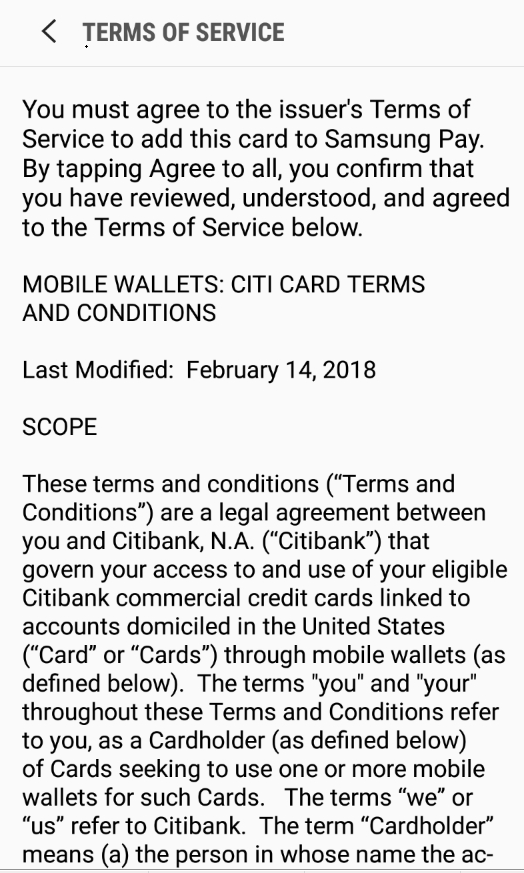 TERMS OF SERVICE
You must agree to the issuer's Terms of
Service to add this card to Samsung Pay.
By tapping Agree to all, you confirm that
you have reviewed, understood, and agreed
to the Terms of Service below.
MOBILE WALLETS: CITI CARD TERMS
AND CONDITIONS
Last Modified:  February 14, 2018
SCOPE
These terms and conditions (“Terms and
Conditions”) are a legal agreement between
you and Citibank, N.A. (“Citibank”) that
govern your access to and use of your eligible
Citibank commercial credit cards linked to
accounts domiciled in the United States
(“Card” or “Cards”) through mobile wallets (as
defined below).  The terms "you" and "your"
throughout these Terms and Conditions refer
to you, as a Cardholder (as defined below)
of Cards seeking to use one or more mobile
wallets for such Cards.   The terms “we” or
“us” refer to Citibank.  The term “Cardholder”
means (a) the person in whose name the ac-